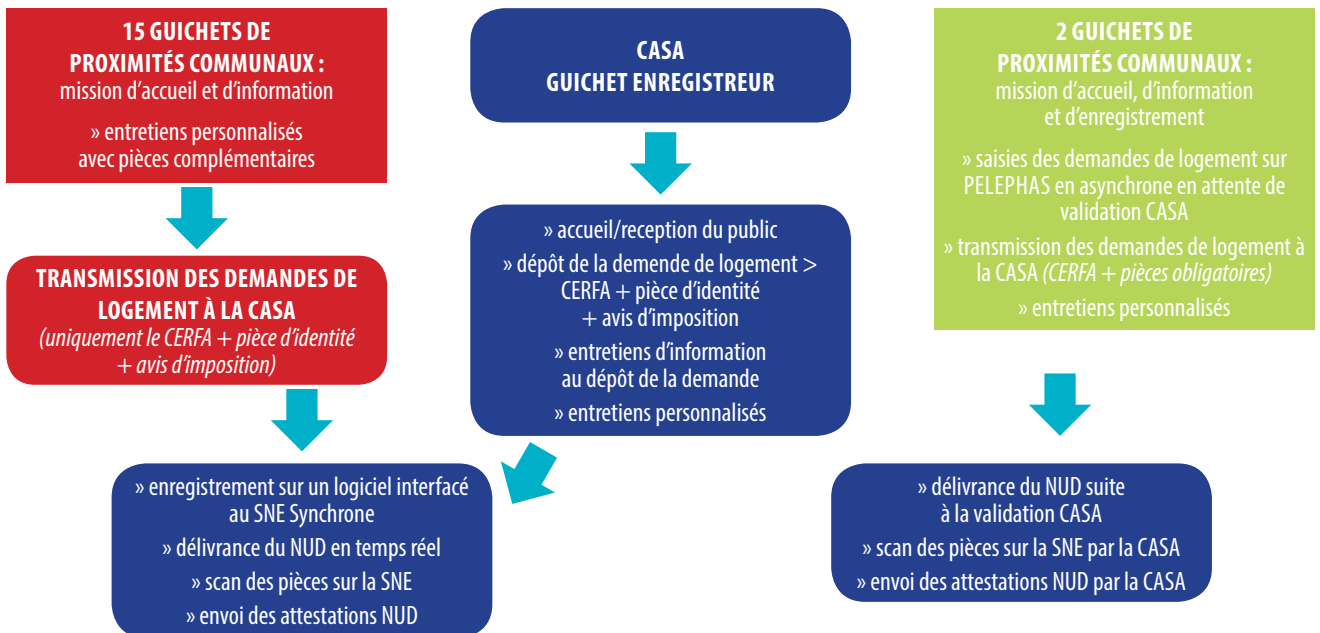 15 GUICHETS DE
PROXIMITÉS COMMUNAUX :
mission d'accueil et d'information
» entretiens personnalisés
avec pièces complémentaires
TRANSMISSION DES DEMANDES DE
LOGEMENT À LA CASA
(uniquement le CERFA + pièce d'identité
+ avis d'imposition)
CASA
GUICHET ENREGISTREUR
» accueil/reception du public
» dépôt de la demende de logement >
CERFA + pièce d'identité
+ avis d'imposition
» entretiens d'information
au dépôt de la demande
» entretiens personnalisés
» enregistrement sur un logiciel interfacé
au SNE Synchrone
» délivrance du NUD en temps réel
» scan des pièces sur la SNE
» envoi des attestations NUD
2 GUICHETS DE
PROXIMITÉS COMMUNAUX :
mission d'accueil, d'information
et d'enregistrement
» saisies des demandes de logement sur
PELEPHAS en asynchrone en attente de
validation CASA
» transmission des demandes de logement à
la CASA (CERFA + pièces obligatoires)
» entretiens personnalisés
» délivrance du NUD suite
à la validation CASA
» scan des pièces sur la SNE par la CASA
» envoi des attestations NUD par la CASA